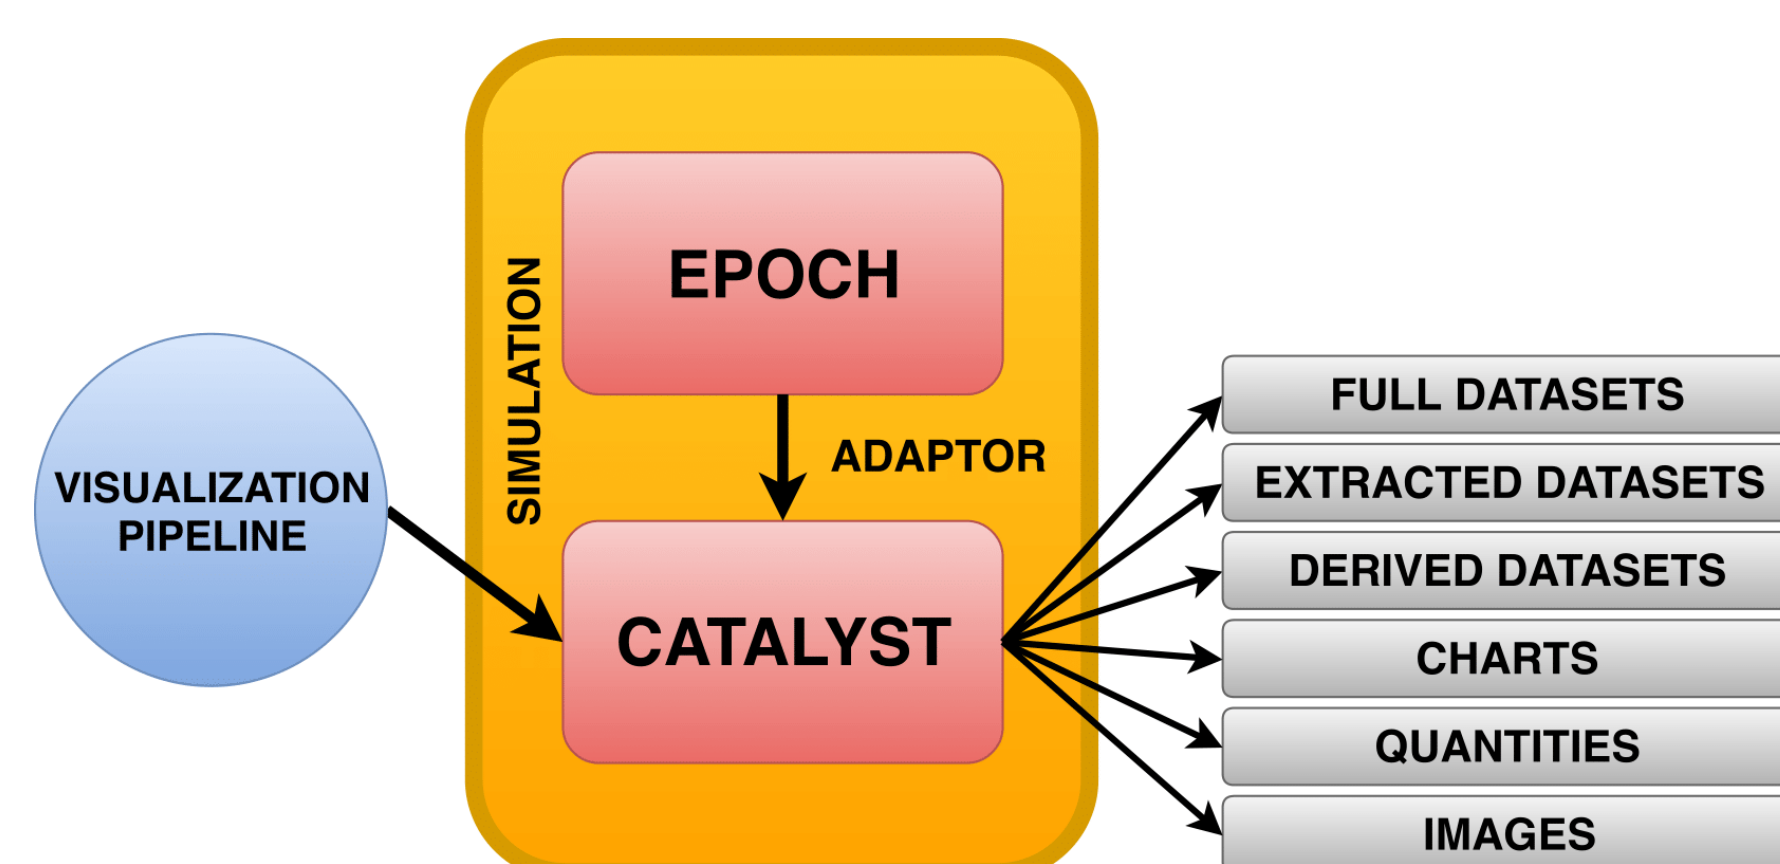 EPOCH
SIMULATION
ADAPTOR
VISUALIZATION
PIPELINE
CATALYST
FULL DATASETS
EXTRACTED DATASETS
DERIVED DATASETS
CHARTS
QUANTITIES
IMAGES